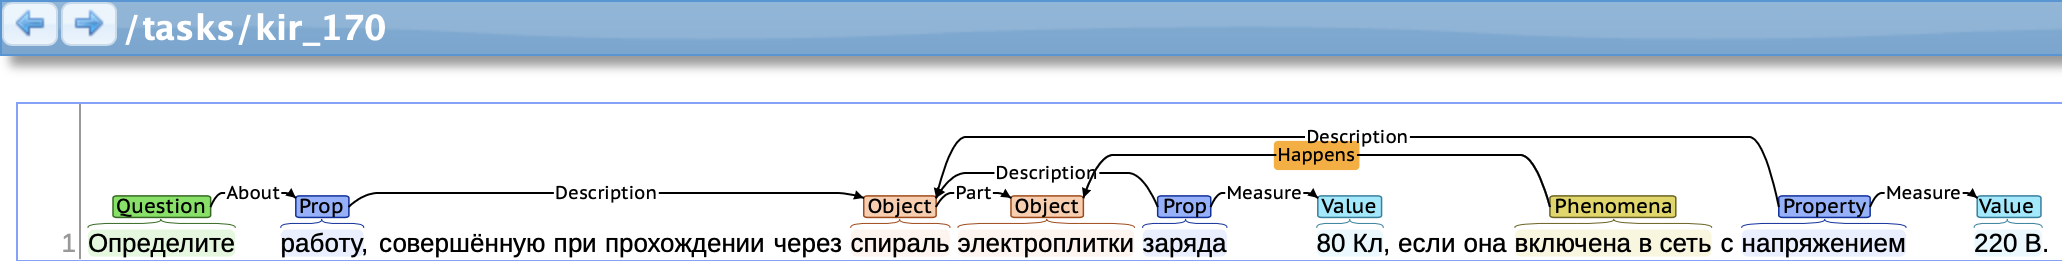 /tasks/kir_170
Description
Happens
Description
About Description Part Measure Measure
Question Prop Object Object Prop Value Phenomena Property Value
1 Определите работу, совершённую при прохождении через спираль электроплитки заряда 80 Кл, если она включена в сеть с напряжением 220 В.